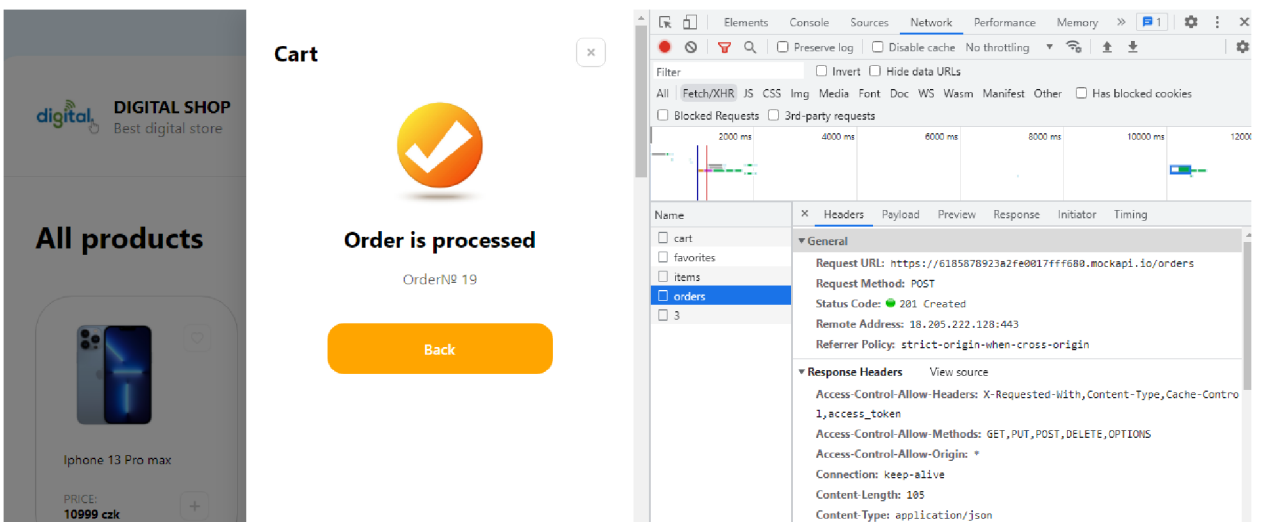 digital.
DIGITAL SHOP
Best digital store
All products
Iphone 13 Pro max
PRICE:
10999 czk
Cart
×
Order is processed
Order№ 19
Back
Elements Console Sources Network Performance Memory » 1
Preserve log Disable cache No throttling
Filter
Invert Hide data URLs
All Fetch/XHR JS CSS Img Media Font Doc WS Wasm Manifest Other Has blocked cookies
Blocked Requests 3rd-party requests
2000 ms 4000 ms 6000 ms 8000 ms 10000 ms 12000
Name
cart
favorites
items
orders
3
× Headers Payload Preview Response Initiator Timing
General
Request URL: https://6185878923a2fe0017fff680.mockapi.io/orders
Request Method: POST
Status Code: 201 Created
Remote Address: 18.205.222.128:443
Referrer Policy: strict-origin-when-cross-origin
Response Headers View source
Access-Control-Allow-Headers: X-Requested-With,Content-Type,Cache-Contro
l,access_token
Access-Control-Allow-Methods: GET,PUT,POST,DELETE,OPTIONS
Access-Control-Allow-Origin: *
Connection: keep-alive
Content-Length: 105
Content-Type: application/json